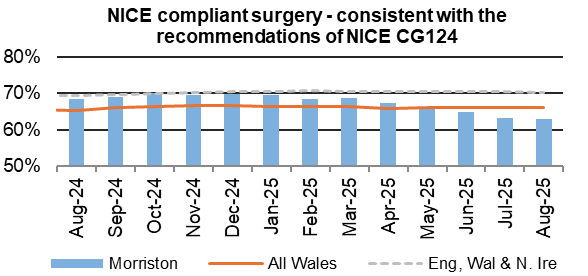 NICE compliant surgery - consistent with the
recommendations of NICE CG124
80%
70%
60%
50%
Aug-24
Sep-24
Oct-24
Nov-24
Dec-24
Jan-25
Feb-25
Mar-25
Apr-25
May-25
Jun-25
Jul-25
Aug-25
Morriston
All Wales
Eng, Wal & N. Ire